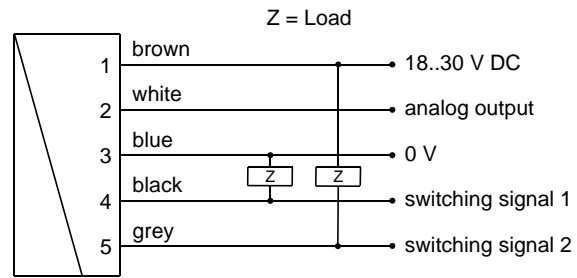 Z = Load
1 brown 18..30 V DC
2 white analog output
3 blue 0 V
Z Z
4 black switching signal 1
5 grey switching signal 2